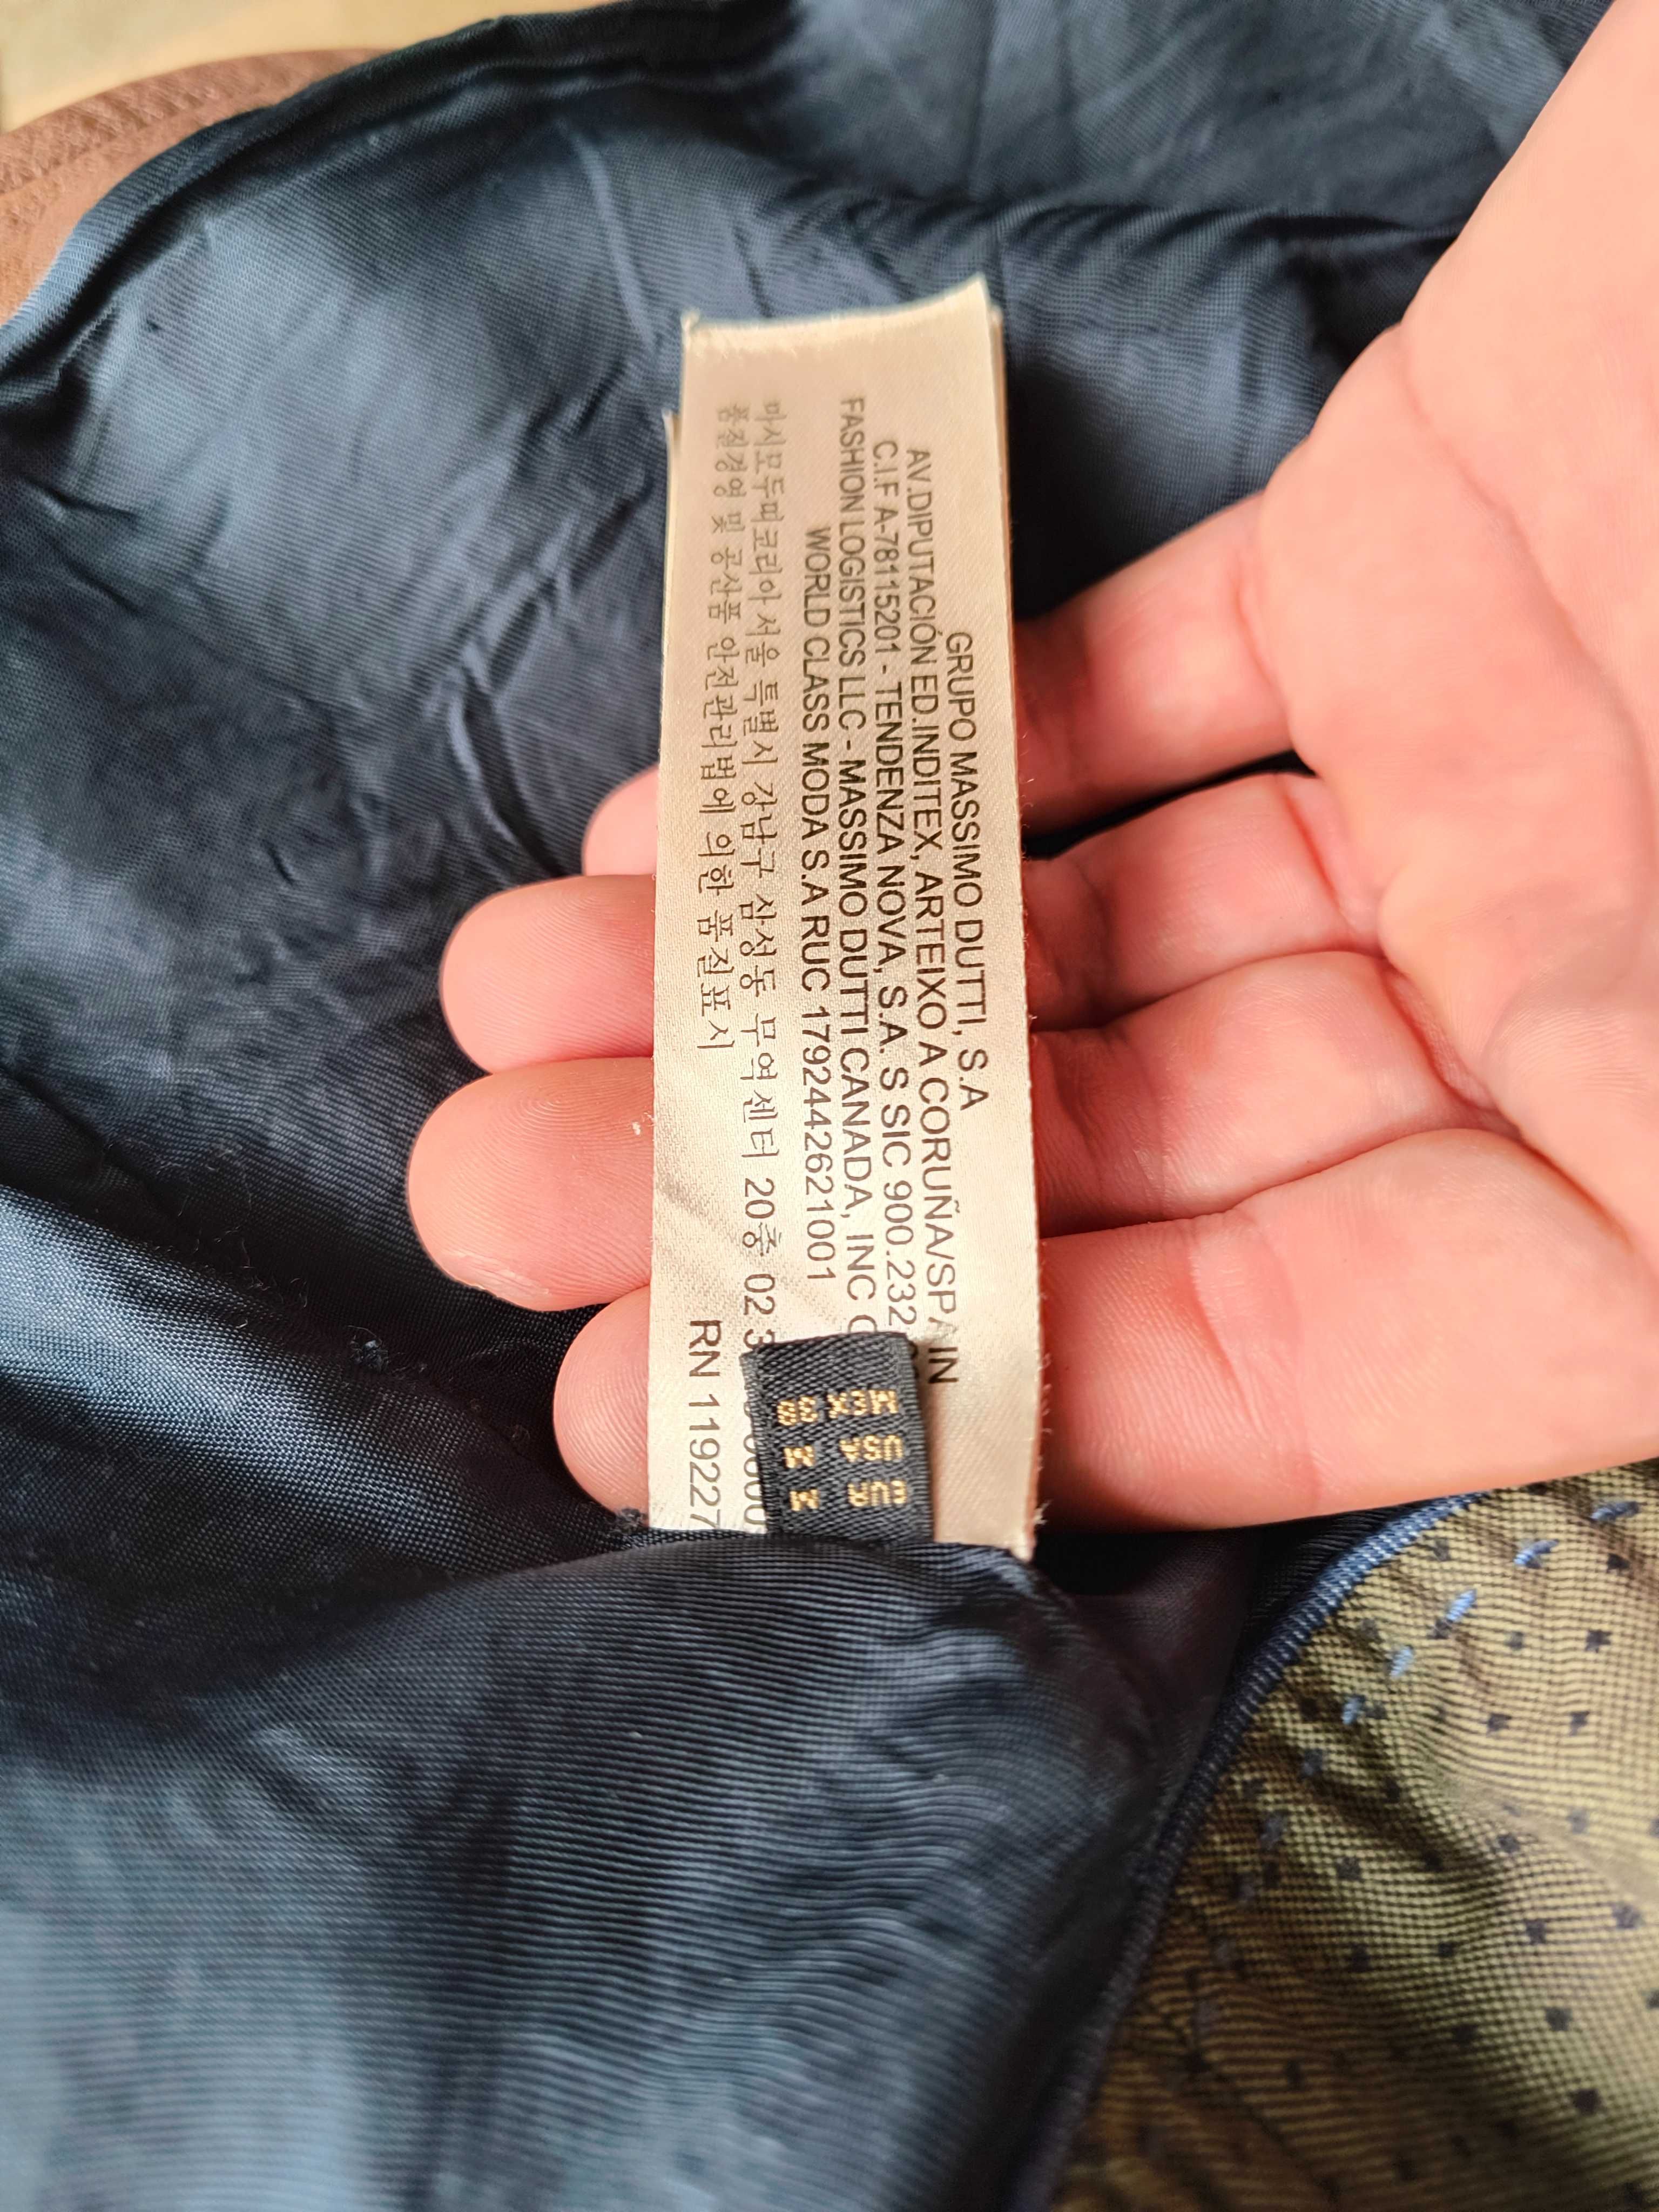 GRUPO MASSIMO DUTTI, S.A
AV.DIPUTACIÓN ED.INDITEX, ARTEIXO A CORUÑA/SPAIN
C.I.F A-78115201 - TENDENZA NOVA, S.A. S SIC 900.232
FASHION LOGISTICS LLC - MASSIMO DUTTI CANADA, INC
WORLD CLASS MODA S.A RUC 1792442621001
마시모두띠코리아 서울 특별시 강남구 삼성동 무역센터 20층 02 3
품질경영 및 공산품 안전관리법에 의한 품질표시
RN 119227
EUR M
USA M
MEX 38